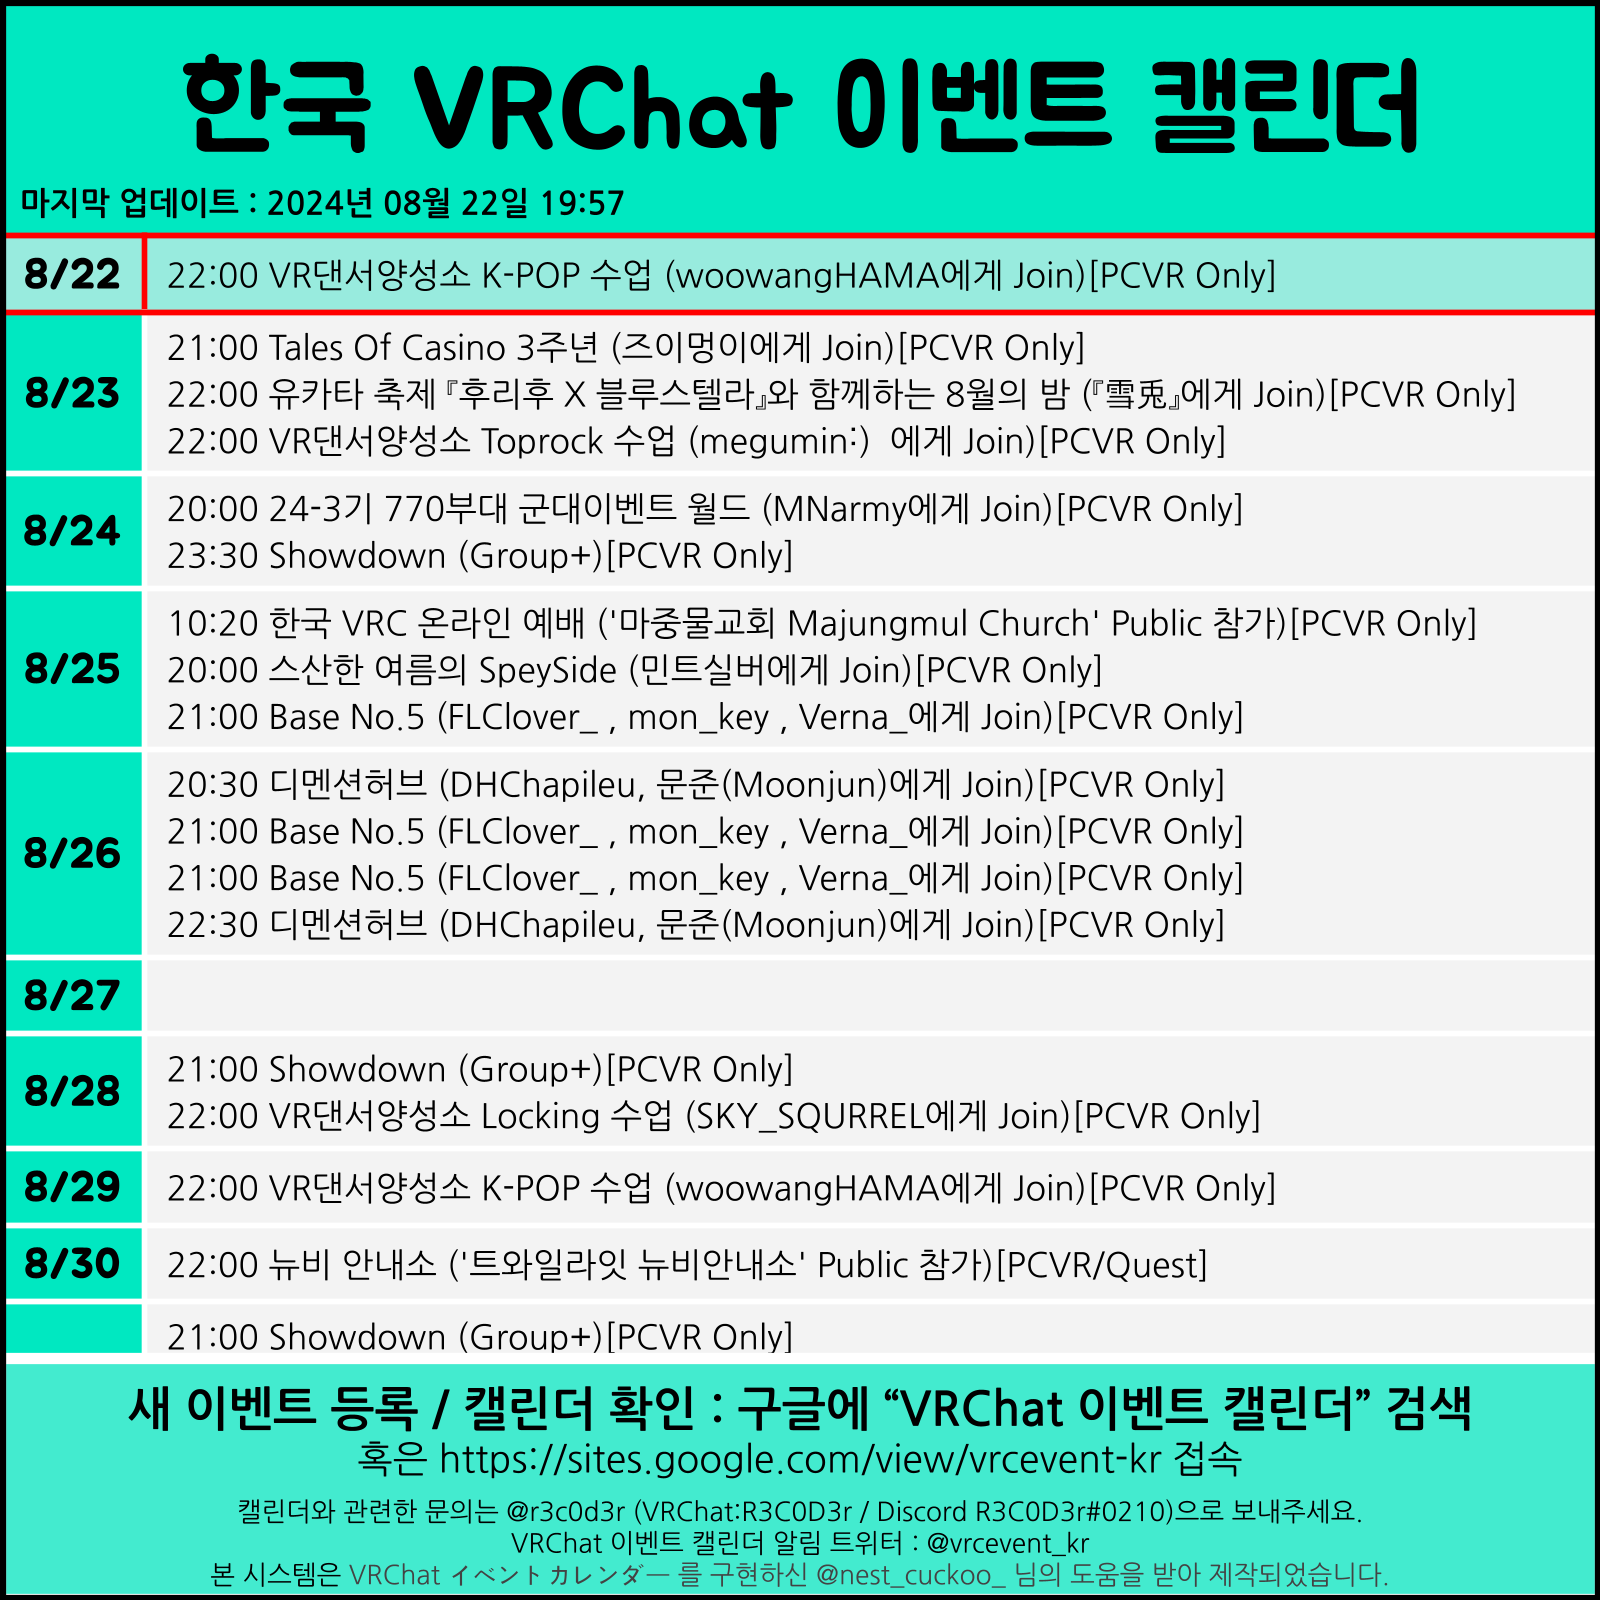 한국 VRChat 이벤트 캘린더
마지막 업데이트 : 2024년 08월 22일 19:57
8/22
22:00 VR댄서양성소 K-POP 수업 (woowangHAMA에게 Join)[PCVR Only]
8/23
21:00 Tales Of Casino 3주년 (즈이멍이에게 Join)[PCVR Only]
22:00 유카타 축제『후리후 X 블루스텔라』와 함께하는 8월의 밤 (『雪兎』에게 Join)[PCVR Only]
22:00 VR댄서양성소 Toprock 수업 (megumin:)  에게 Join)[PCVR Only]
8/24
20:00 24-3기 770부대 군대이벤트 월드 (MNarmy에게 Join)[PCVR Only]
23:30 Showdown (Group+)[PCVR Only]
8/25
10:20 한국 VRC 온라인 예배 ('마중물교회 Majungmul Church' Public 참가)[PCVR Only]
20:00 스산한 여름의 SpeySide (민트실버에게 Join)[PCVR Only]
21:00 Base No.5 (FLClover_ , mon_key , Verna_에게 Join)[PCVR Only]
8/26
20:30 디멘션허브 (DHChapileu, 문준(Moonjun)에게 Join)[PCVR Only]
21:00 Base No.5 (FLClover_ , mon_key , Verna_에게 Join)[PCVR Only]
21:00 Base No.5 (FLClover_ , mon_key , Verna_에게 Join)[PCVR Only]
22:30 디멘션허브 (DHChapileu, 문준(Moonjun)에게 Join)[PCVR Only]
8/27
8/28
21:00 Showdown (Group+)[PCVR Only]
22:00 VR댄서양성소 Locking 수업 (SKY_SQURREL에게 Join)[PCVR Only]
8/29
22:00 VR댄서양성소 K-POP 수업 (woowangHAMA에게 Join)[PCVR Only]
8/30
22:00 뉴비 안내소 ('트와일라잇 뉴비안내소' Public 참가)[PCVR/Quest]
21:00 Showdown (Group+)[PCVR Only]
새 이벤트 등록 / 캘린더 확인 : 구글에 “VRChat 이벤트 캘린더” 검색
혹은 https://sites.google.com/view/vrcevent-kr 접속
캘린더와 관련한 문의는 @r3c0d3r (VRChat:R3C0D3r / Discord R3C0D3r#0210)으로 보내주세요.
VRChat 이벤트 캘린더 알림 트위터 : @vrcevent_kr
본 시스템은 VRChat イベントカレンダー 를 구현하신 @nest_cuckoo_ 님의 도움을 받아 제작되었습니다.